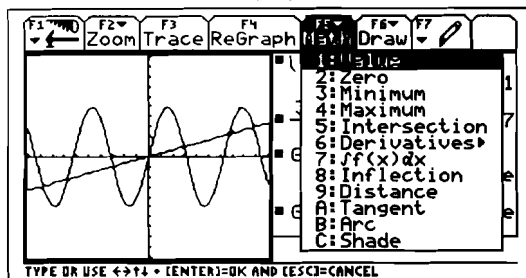 F1 F2 F3 F4 F5 F6 F7
Zoom Trace ReGraph Math Draw
1:Value
2:Zero
3:Minimum
4:Maximum
5:Intersection
6:Derivatives▸
7:∫f(x)dx
8:Inflection
9:Distance
A:Tangent
B:Arc
C:Shade
TYPE OR USE ←→↑↓ + [ENTER]=OK AND [ESC]=CANCEL